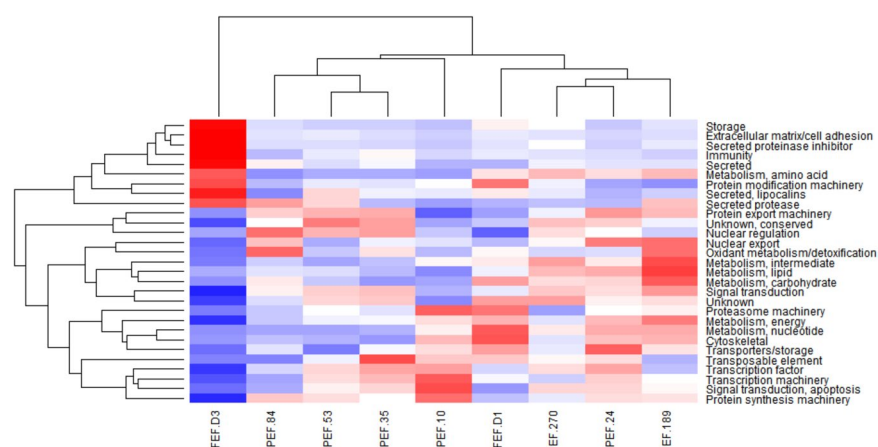 Storage
Extracellular matrix/cell adhesion
Secreted proteinase inhibitor
Immunity
Secreted
Metabolism, amino acid
Protein modification machinery
Secreted, lipocalins
Secreted protease
Protein export machinery
Unknown, conserved
Nuclear regulation
Nuclear export
Oxidant metabolism/detoxification
Metabolism, intermediate
Metabolism, lipid
Metabolism, carbohydrate
Signal transduction
Unknown
Proteasome machinery
Metabolism, energy
Metabolism, nucleotide
Cytoskeletal
Transporters/storage
Transposable element
Transcription factor
Transcription machinery
Signal transduction, apoptosis
Protein synthesis machinery
FEF.D3
PEF.84
PEF.53
PEF.35
PEF.10
FEF.D1
EF.270
PEF.24
EF.189